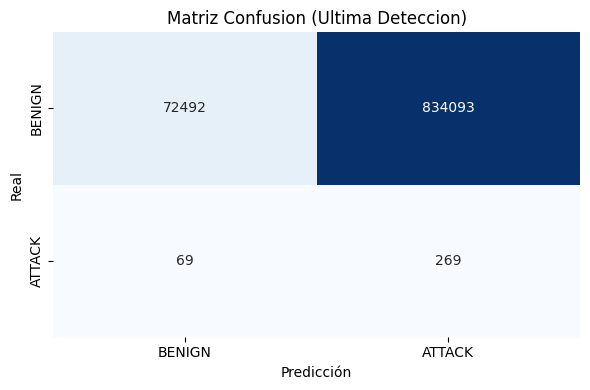 Matriz Confusion (Ultima Deteccion)
BENIGN
72492
834093
Real
ATTACK
69
269
BENIGN
ATTACK
Predicción